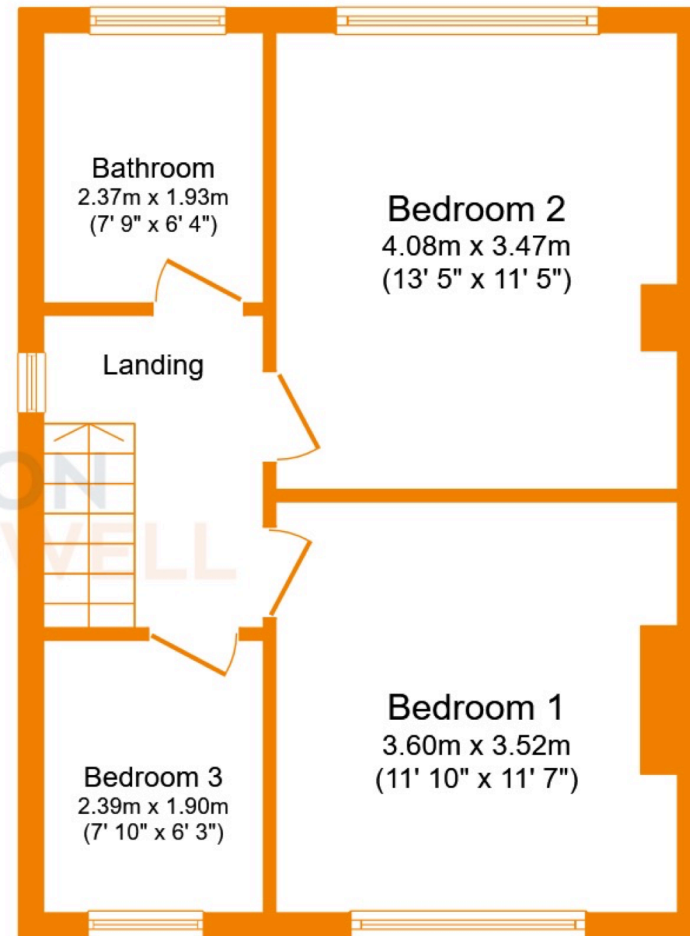 Bathroom
2.37m x 1.93m
(7' 9" x 6' 4")
Bedroom 2
4.08m x 3.47m
(13' 5" x 11' 5")
Landing
ON
WELL
Bedroom 1
3.60m x 3.52m
(11' 10" x 11' 7")
Bedroom 3
2.39m x 1.90m
(7' 10" x 6' 3")